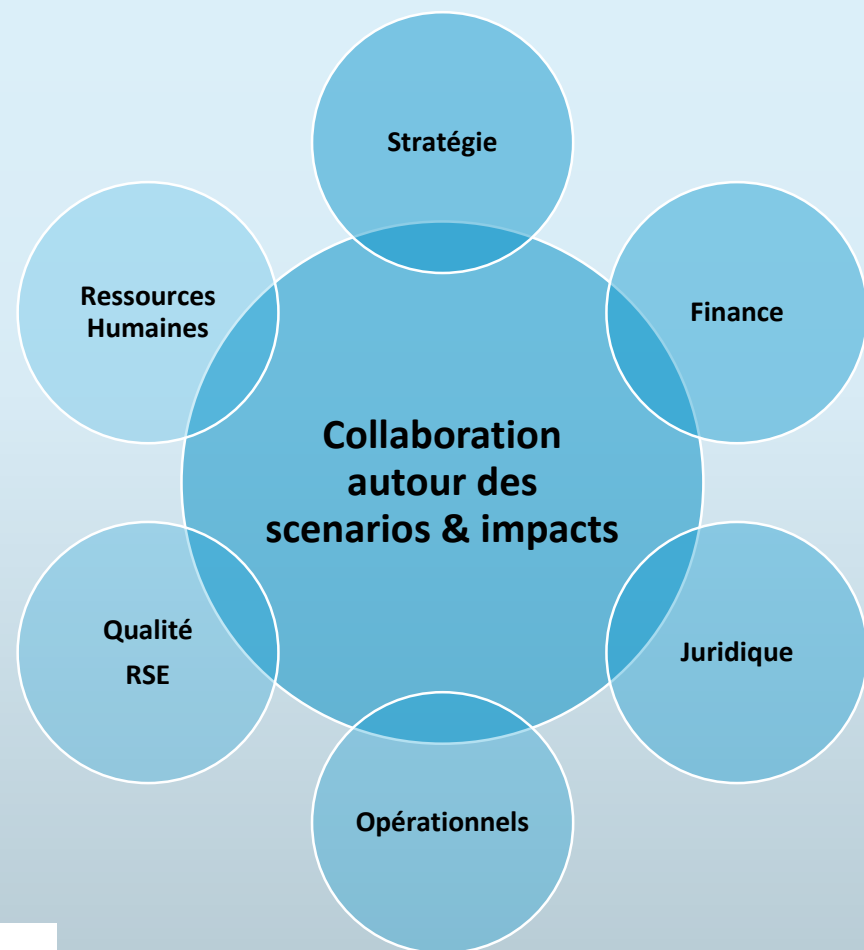 Stratégie
Ressources
Humaines
Finance
Collaboration
autour des
scenarios & impacts
Qualité
RSE
Juridique
Opérationnels